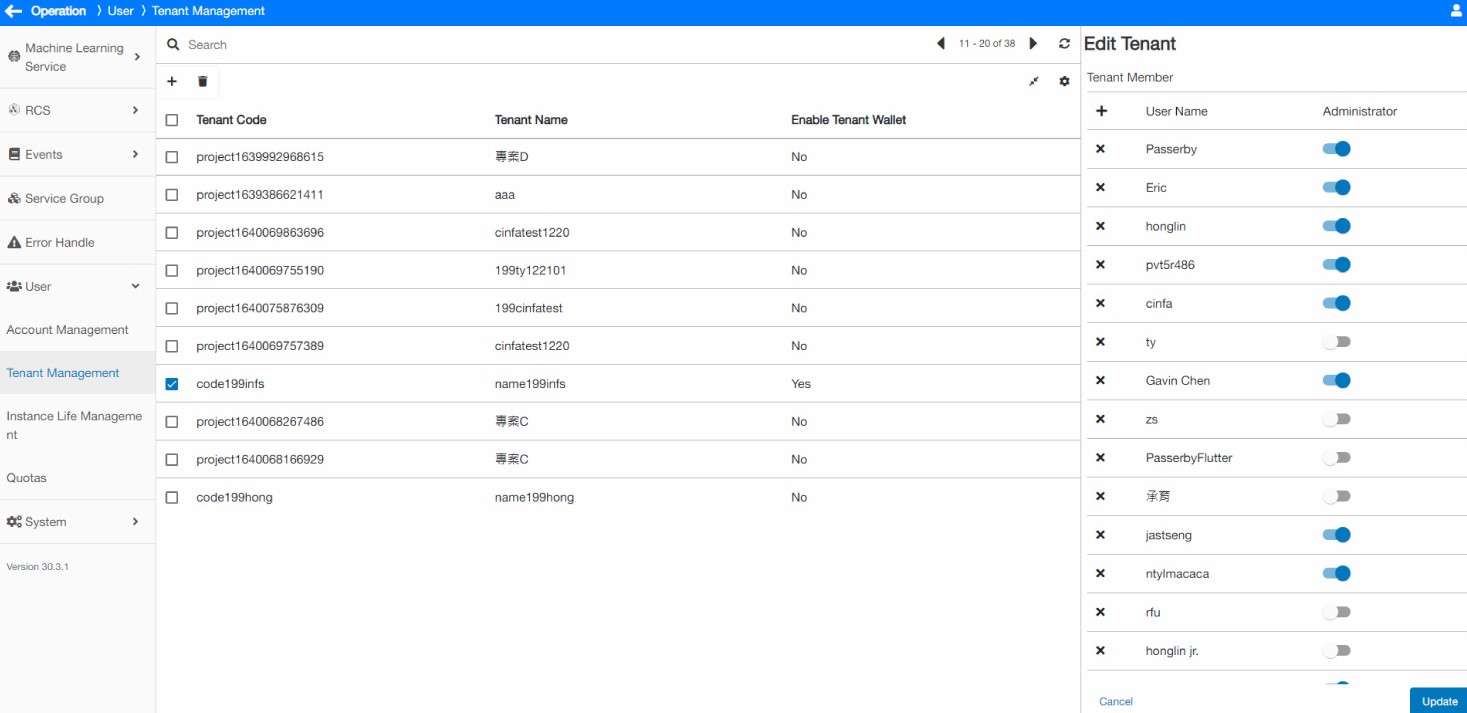 Operation 〉 User 〉 Tenant Management
Machine Learning
Service
RCS
Events
Service Group
Error Handle
User
Account Management
Tenant Management
Instance Life Manageme
nt
Quotas
System
Version 30.3.1
Search
11 - 20 of 38
Tenant Code Tenant Name Enable Tenant Wallet
project1639992968615 專案D No
project1639386621411 aaa No
project1640069863696 cinfatest1220 No
project1640069755190 199ty122101 No
project1640075876309 199cinfatest No
project1640069757389 cinfatest1220 No
code199infs name199infs Yes
project1640068267486 專案C No
project1640068166929 專案C No
code199hong name199hong No
Edit Tenant
Tenant Member
User Name Administrator
Passerby
Eric
honglin
pvt5r486
cinfa
ty
Gavin Chen
zs
PasserbyFlutter
承育
jastseng
ntylmacaca
rfu
honglin jr.
Cancel Update